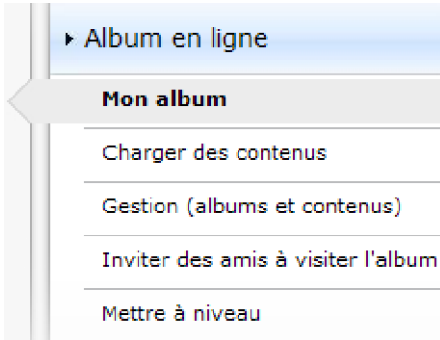 Album en ligne
Mon album
Charger des contenus
Gestion (albums et contenus)
Inviter des amis à visiter l'album
Mettre à niveau